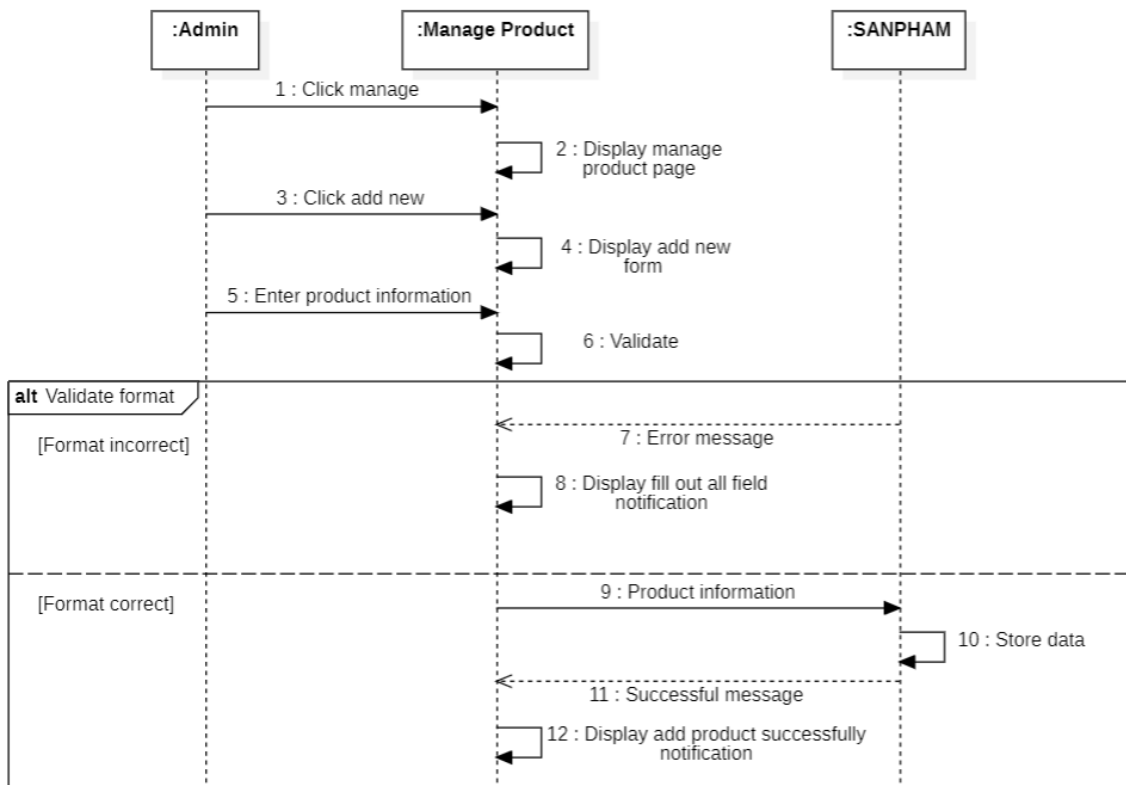 :Admin
:Manage Product
:SANPHAM
1 : Click manage
2 : Display manage
product page
3 : Click add new
4 : Display add new
form
5 : Enter product information
6 : Validate
alt Validate format
[Format incorrect]
7 : Error message
8 : Display fill out all field
notification
9 : Product information
[Format correct]
10 : Store data
11 : Successful message
12 : Display add product successfully
notification